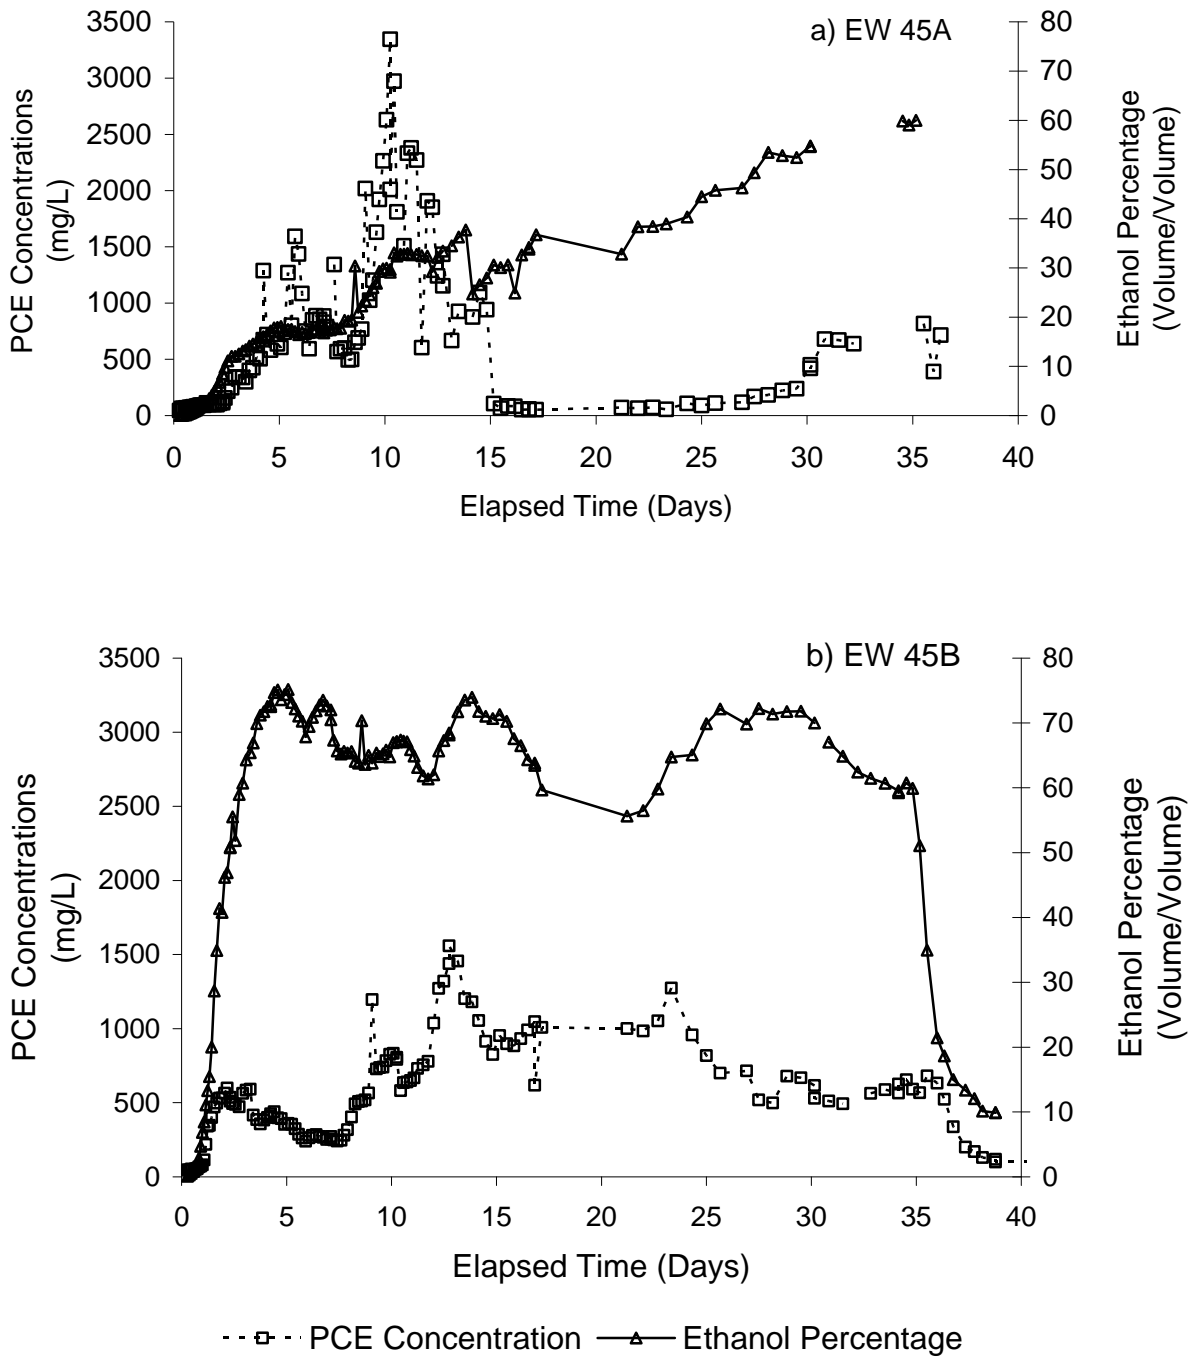 a) EW 45A
3500
3000
2500
2000
1500
1000
500
0
PCE Concentrations
(mg/L)
80
70
60
50
40
30
20
10
0
Ethanol Percentage
(Volume/Volume)
0 5 10 15 20 25 30 35 40
Elapsed Time (Days)
b) EW 45B
3500
3000
2500
2000
1500
1000
500
0
PCE Concentrations
(mg/L)
80
70
60
50
40
30
20
10
0
Ethanol Percentage
(Volume/Volume)
0 5 10 15 20 25 30 35 40
Elapsed Time (Days)
PCE Concentration Ethanol Percentage